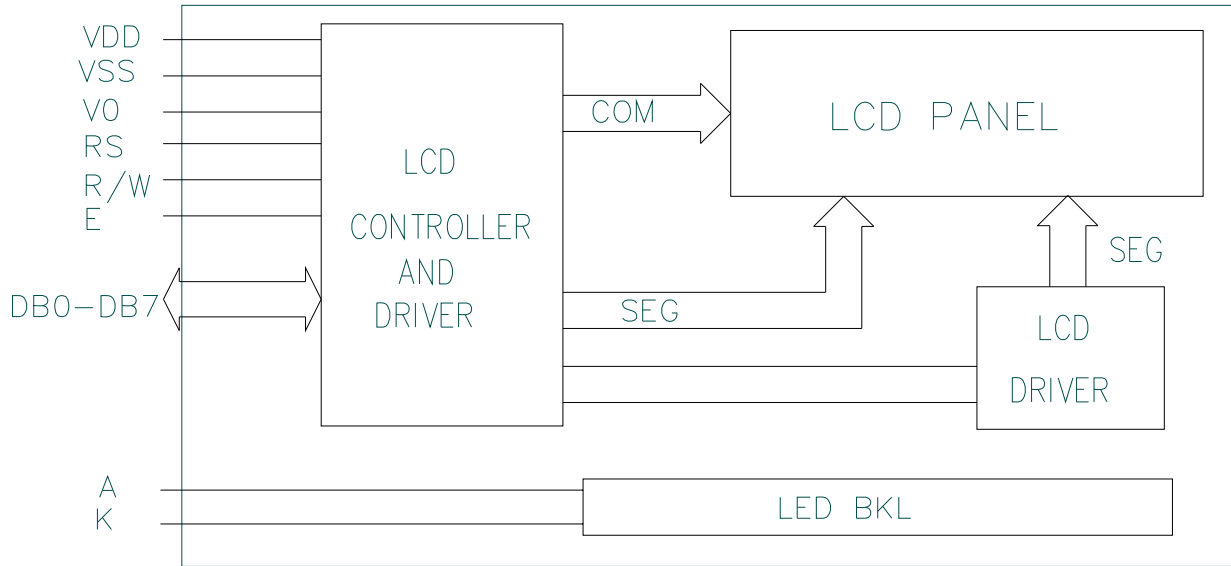 VDD
VSS
V0
RS
R/W
E
DB0-DB7
LCD
CONTROLLER
AND
DRIVER
COM
LCD PANEL
SEG
SEG
LCD
DRIVER
A
K
LED BKL